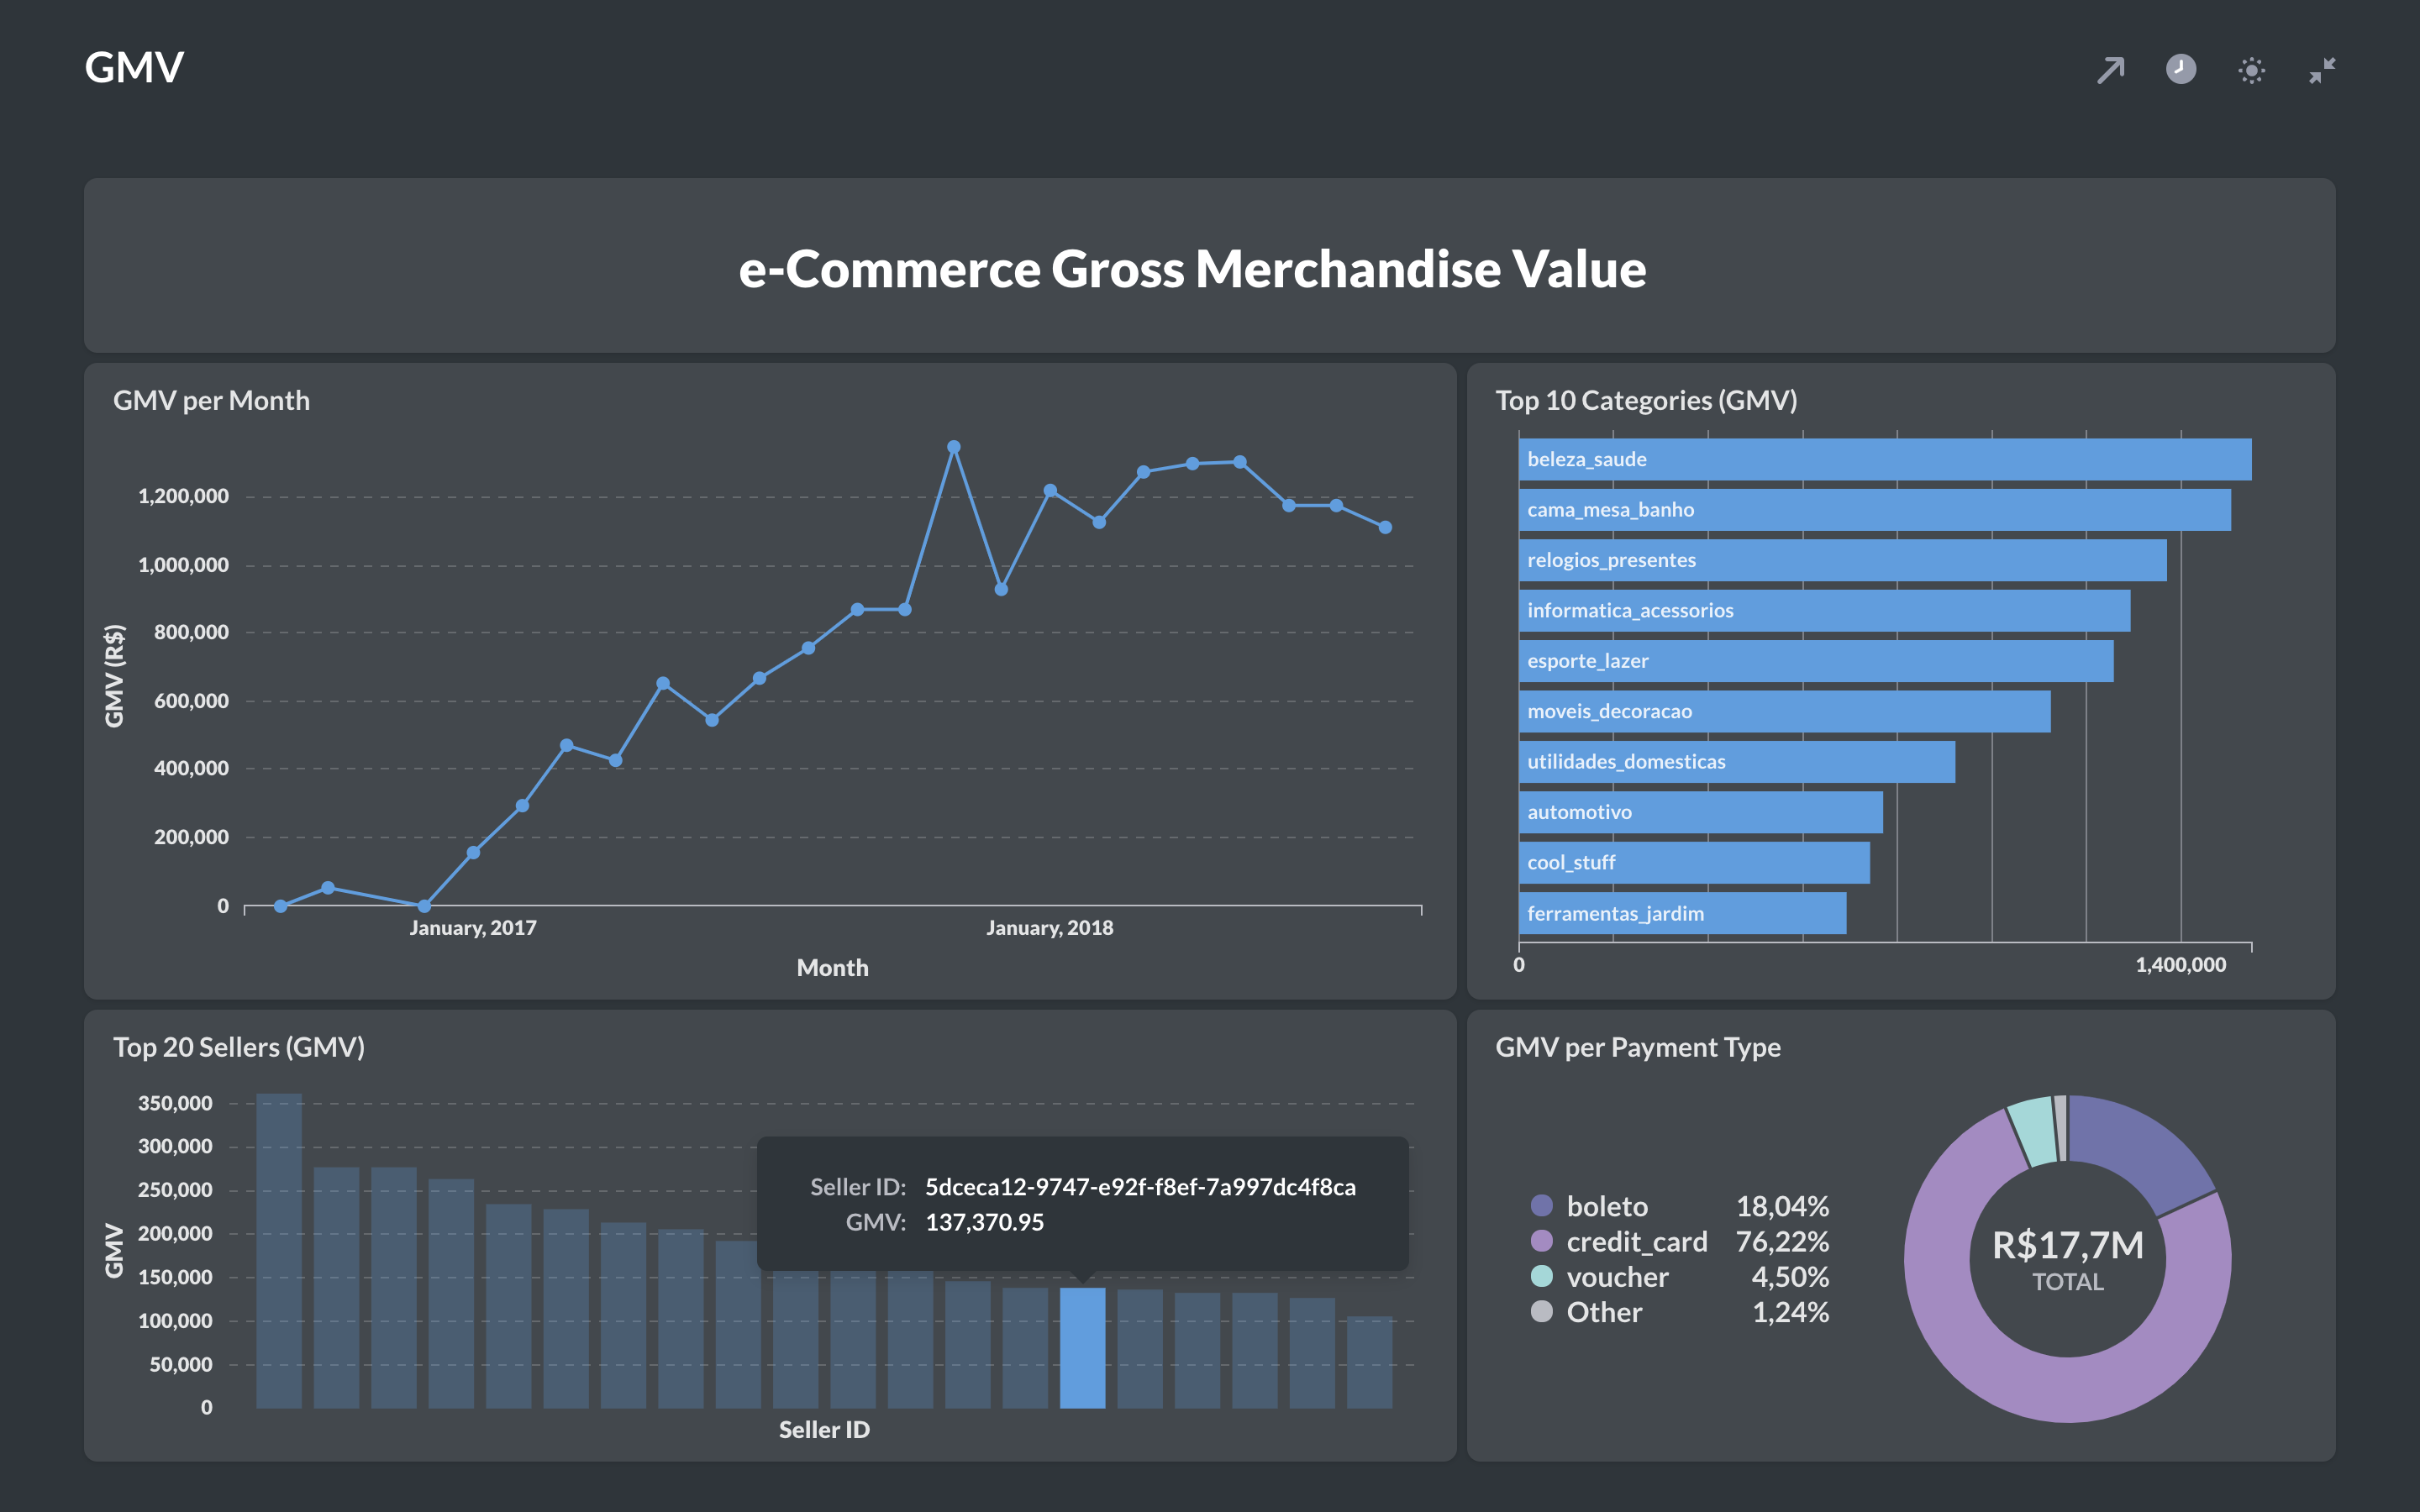 GMV
e-Commerce Gross Merchandise Value
GMV per Month
GMV (R$)
1,200,000
1,000,000
800,000
600,000
400,000
200,000
0
January, 2017
January, 2018
Month
Top 10 Categories (GMV)
beleza_saude
cama_mesa_banho
relogios_presentes
informatica_acessorios
esporte_lazer
moveis_decoracao
utilidades_domesticas
automotivo
cool_stuff
ferramentas_jardim
0
1,400,000
Top 20 Sellers (GMV)
GMV
350,000
300,000
250,000
200,000
150,000
100,000
50,000
0
Seller ID: 5dceca12-9747-e92f-f8ef-7a997dc4f8ca
GMV: 137,370.95
Seller ID
GMV per Payment Type
boleto 18,04%
credit_card 76,22%
voucher 4,50%
Other 1,24%
R$17,7M
TOTAL